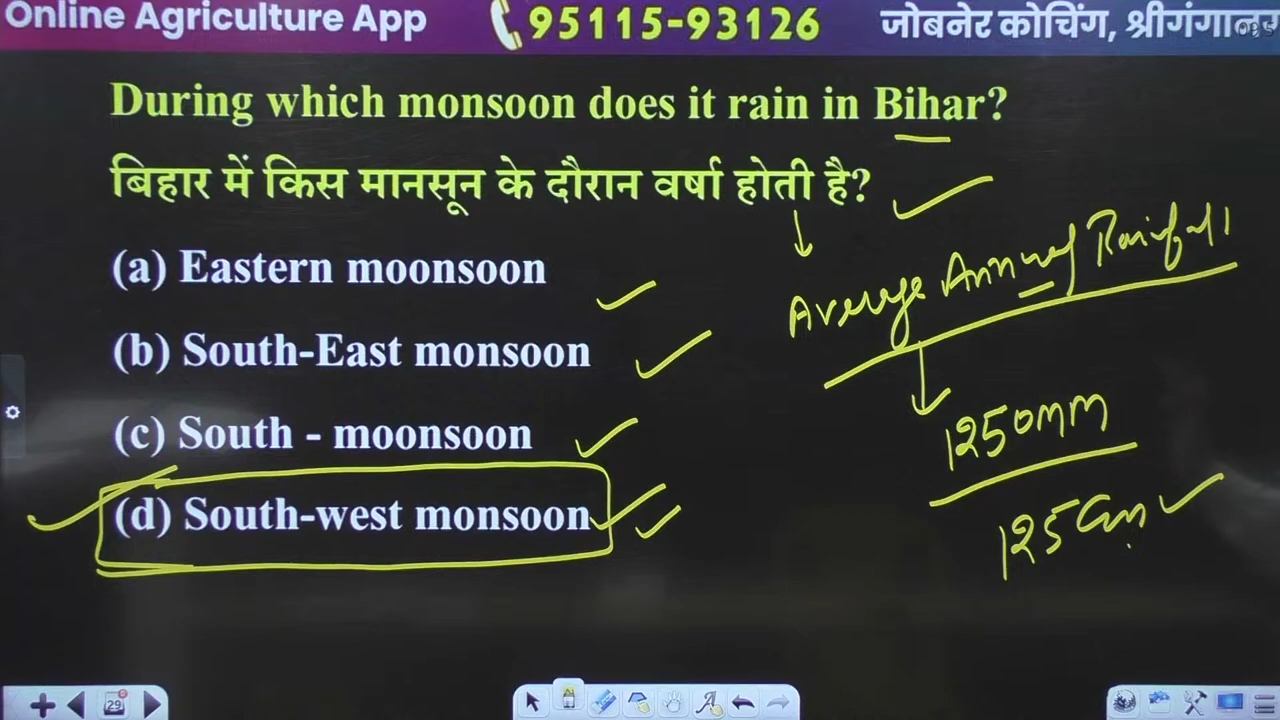 Online Agriculture App 95115-93126 जोबनेर कोचिंग, श्रीगंगानगर
During which monsoon does it rain in Bihar?
बिहार में किस मानसून के दौरान वर्षा होती है?
(a) Eastern moonsoon
(b) South-East monsoon
(c) South - moonsoon
(d) South-west monsoon
Average Annual Rainfall
1250mm
125cm
29